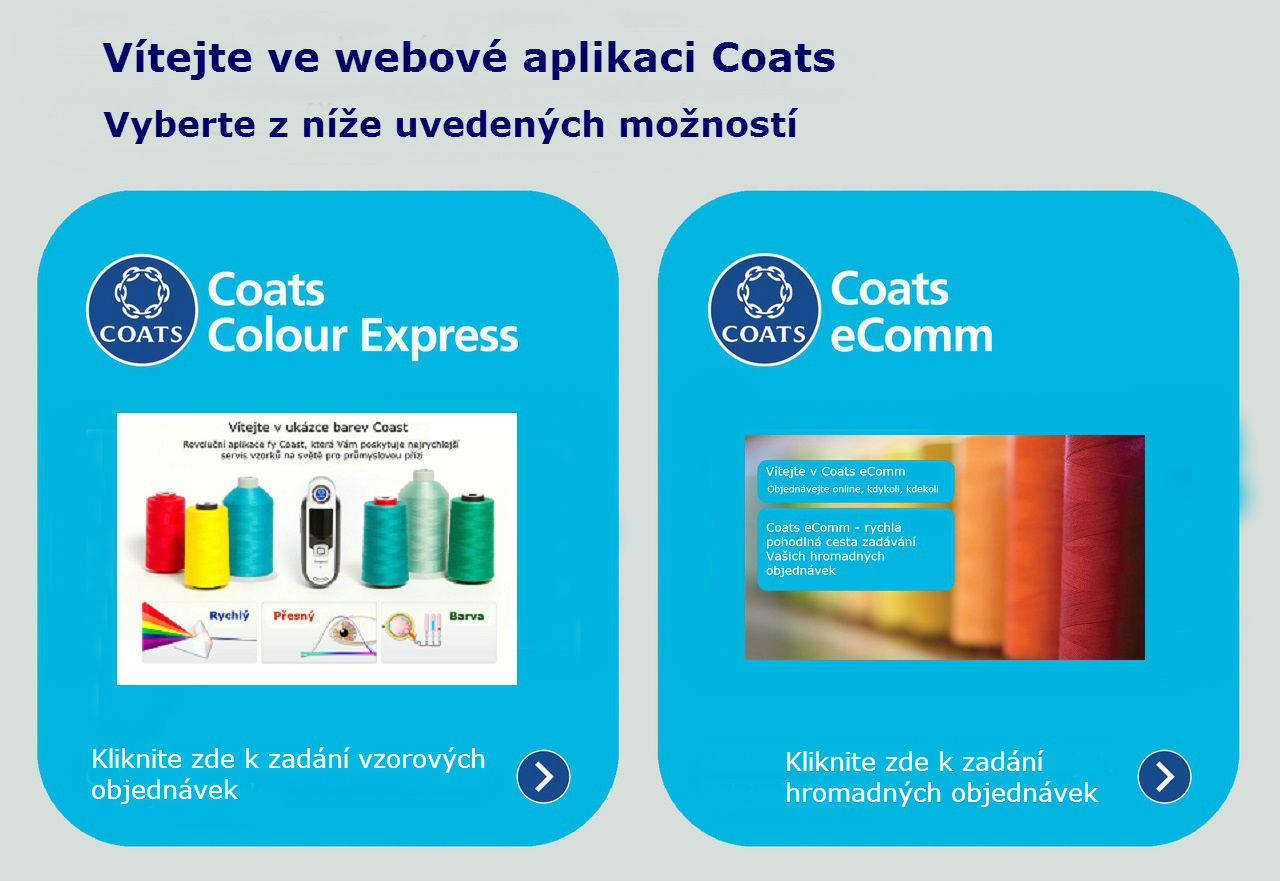 Vítejte ve webové aplikaci Coats
Vyberte z níže uvedených možností
COATS
Coats
Colour Express
Vítejte v ukázce barev Coast
Revoluční aplikace fy Coast, která Vám poskytuje nejrychlejší
servis vzorků na světě pro průmyslovou přízi
Rychlý
Přesný
Barva
Kliknite zde k zadání vzorových
objednávek
COATS
Coats
eComm
Vítejte v Coats eComm
Objednávejte online, kdykoli, kdekoli
Coats eComm - rychlá
pohodlná cesta zadávání
Vašich hromadných
objednávek
Kliknite zde k zadání
hromadných objednávek